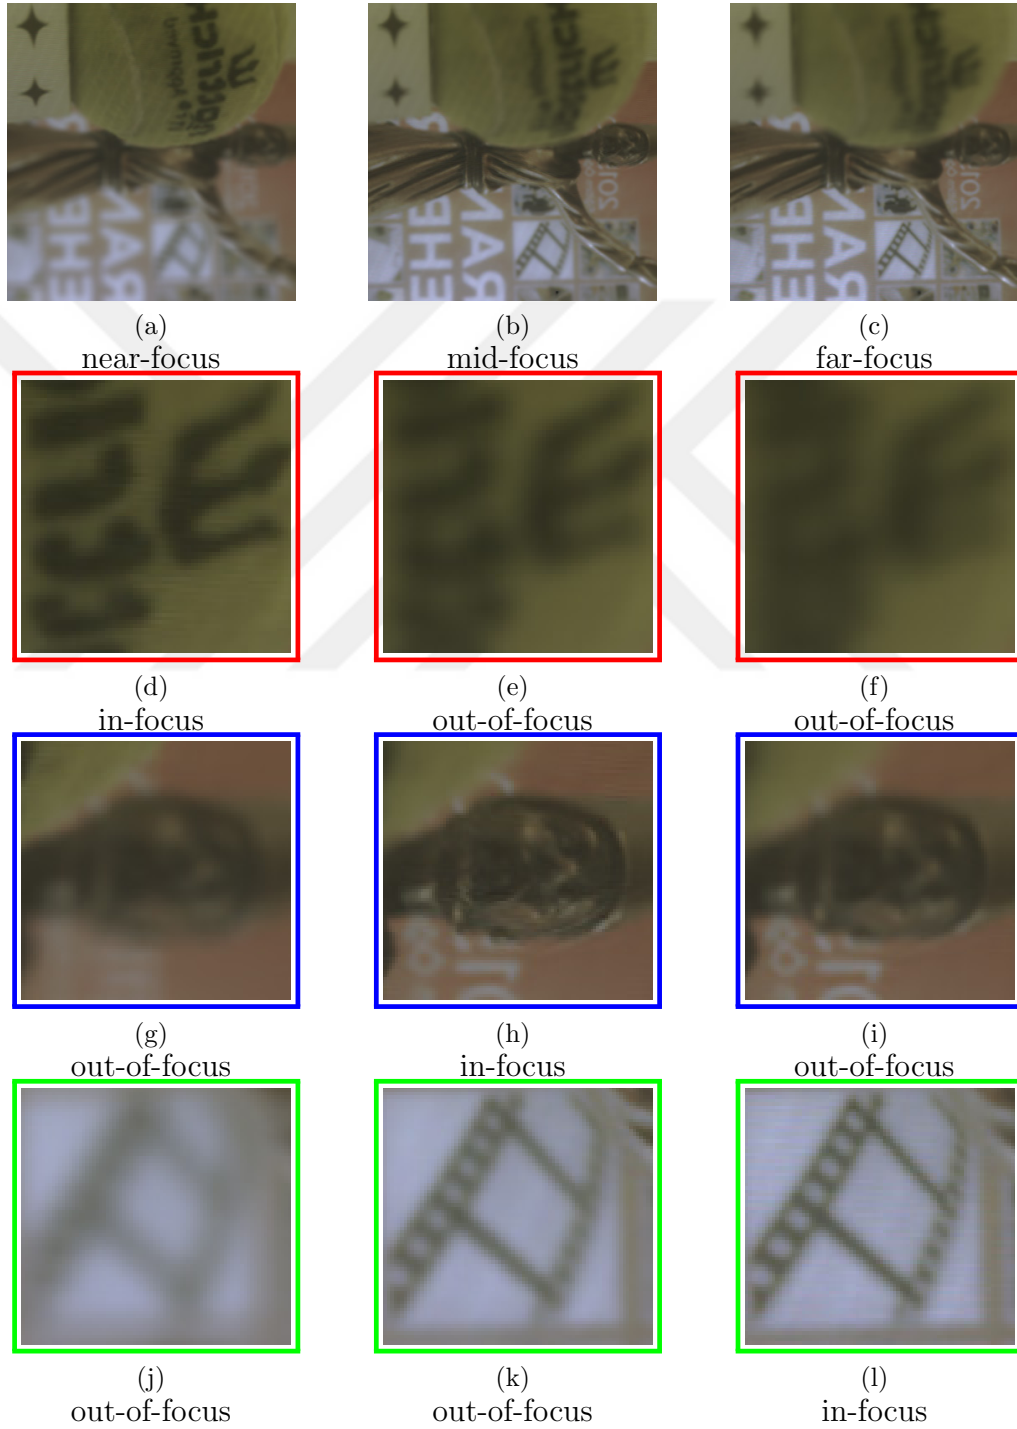 (a)
near-focus
(b)
mid-focus
(c)
far-focus
(d)
in-focus
(e)
out-of-focus
(f)
out-of-focus
(g)
out-of-focus
(h)
in-focus
(i)
out-of-focus
(j)
out-of-focus
(k)
out-of-focus
(l)
in-focus